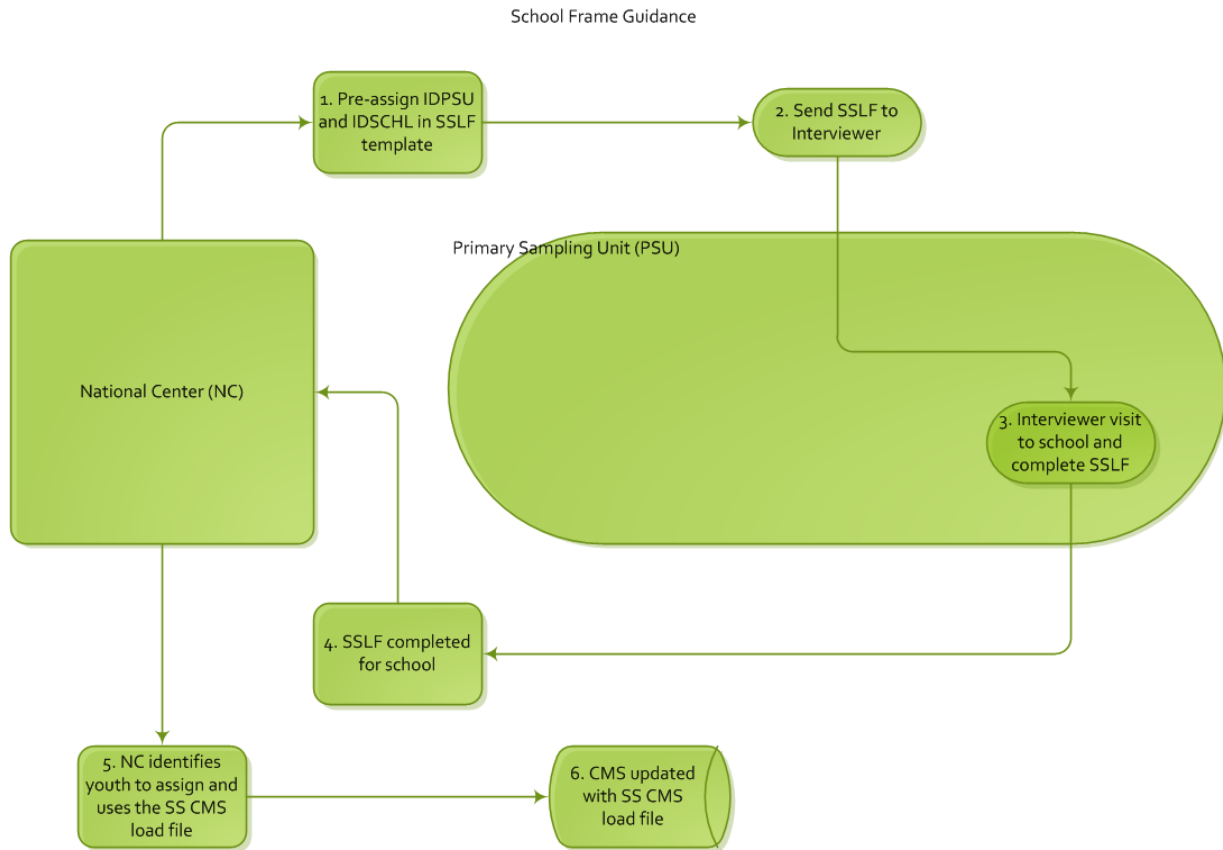 School Frame Guidance
1. Pre-assign IDPSU
and IDSCHL in SSLF
template
2. Send SSLF to
Interviewer
Primary Sampling Unit (PSU)
National Center (NC)
3. Interviewer visit
to school and
complete SSLF
4. SSLF completed
for school
5. NC identifies
youth to assign and
uses the SS CMS
load file
6. CMS updated
with SS CMS
load file